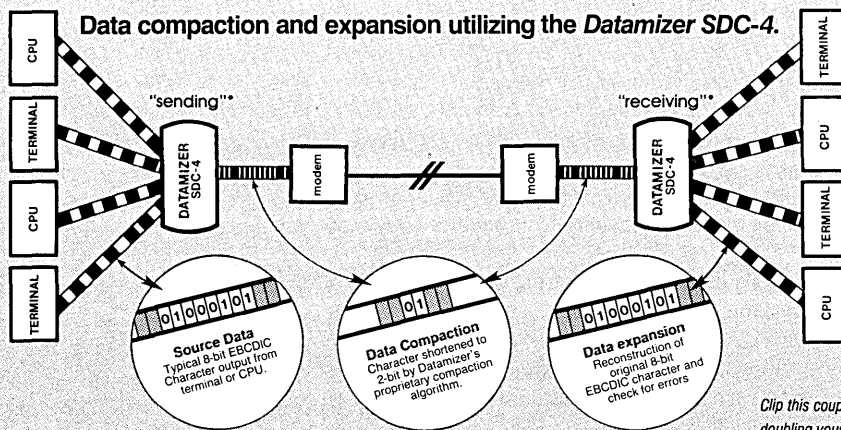 Data compaction and expansion utilizing the Datamizer SDC-4.
CPU
TERMINAL
CPU
TERMINAL
"sending"*
DATAMIZER
SDC-4
modem
modem
"receiving"*
DATAMIZER
SDC-4
TERMINAL
CPU
TERMINAL
CPU
01000101
Source Data
Typical 8-bit EBCDIC
Character output from
terminal or CPU.
01
Data Compaction
Character shortened to
2-bit by Datamizer's
proprietary compaction
algorithm.
01000101
Data expansion
Reconstruction of
original 8-bit
EBCDIC character and
check for errors
Clip this coup
doubling your